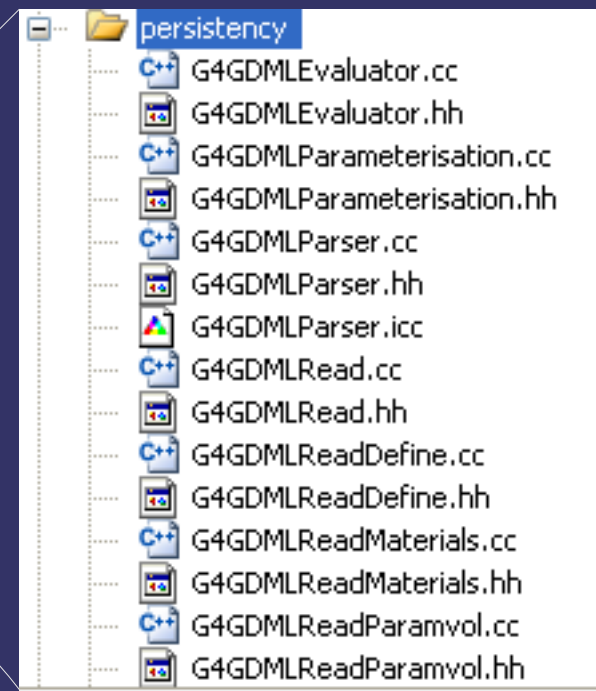 persistency
G4GDMLEvaluator.cc
G4GDMLEvaluator.hh
G4GDMLParameterisation.cc
G4GDMLParameterisation.hh
G4GDMLParser.cc
G4GDMLParser.hh
G4GDMLParser.icc
G4GDMLRead.cc
G4GDMLRead.hh
G4GDMLReadDefine.cc
G4GDMLReadDefine.hh
G4GDMLReadMaterials.cc
G4GDMLReadMaterials.hh
G4GDMLReadParamvol.cc
G4GDMLReadParamvol.hh